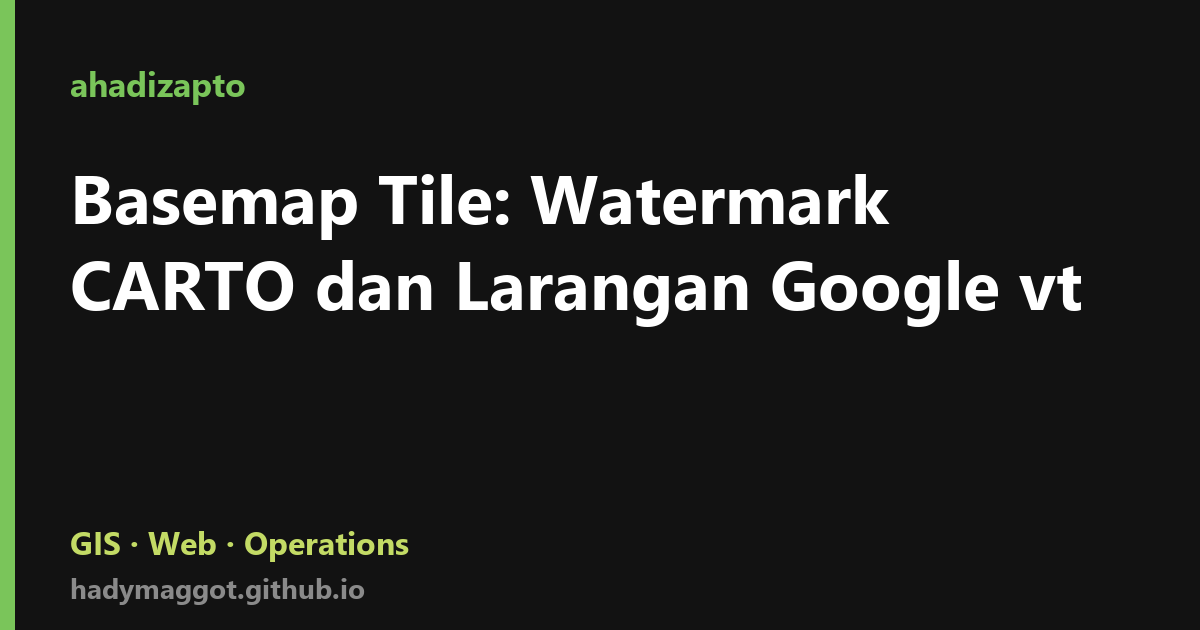 ahadizapto
Basemap Tile: Watermark
CARTO dan Larangan Google vt
GIS · Web · Operations
hadymaggot.github.io